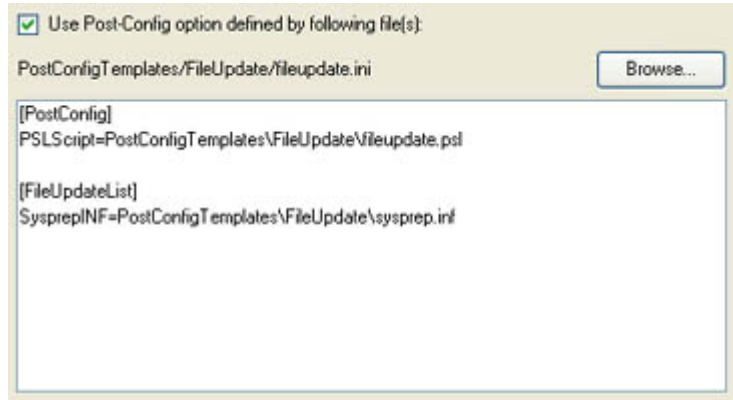 Use Post-Config option defined by following file(s):
PostConfigTemplates/FileUpdate/fileupdate.ini
Browse...
[PostConfig]
PSLScript=PostConfigTemplates\FileUpdate\fileupdate.psl
[FileUpdateList]
SysprepINF=PostConfigTemplates\FileUpdate\sysprep.inf